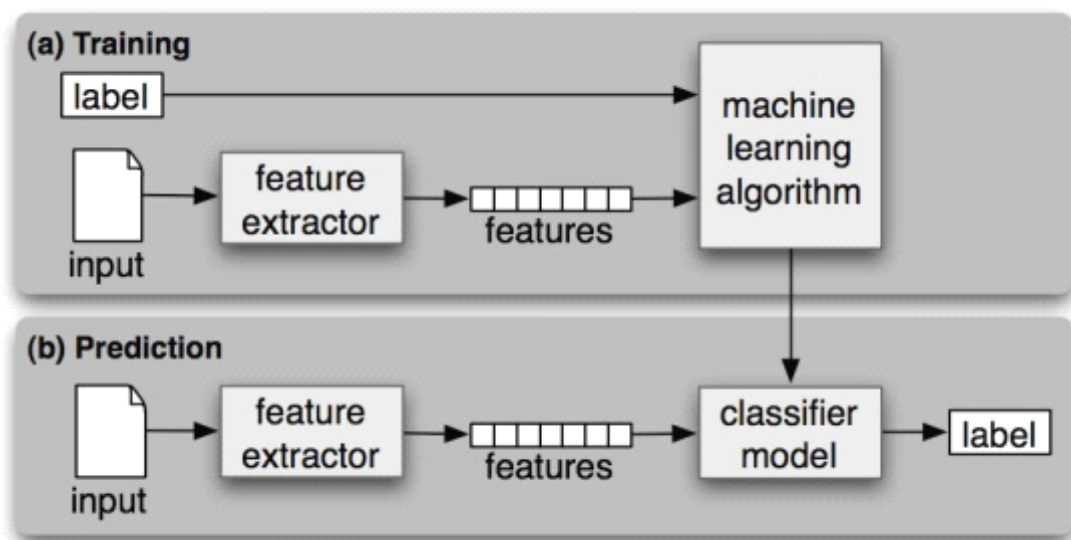 (a) Training
label
machine
learning
algorithm
feature
extractor
features
input
(b) Prediction
feature
extractor
features
classifier
model
label
input